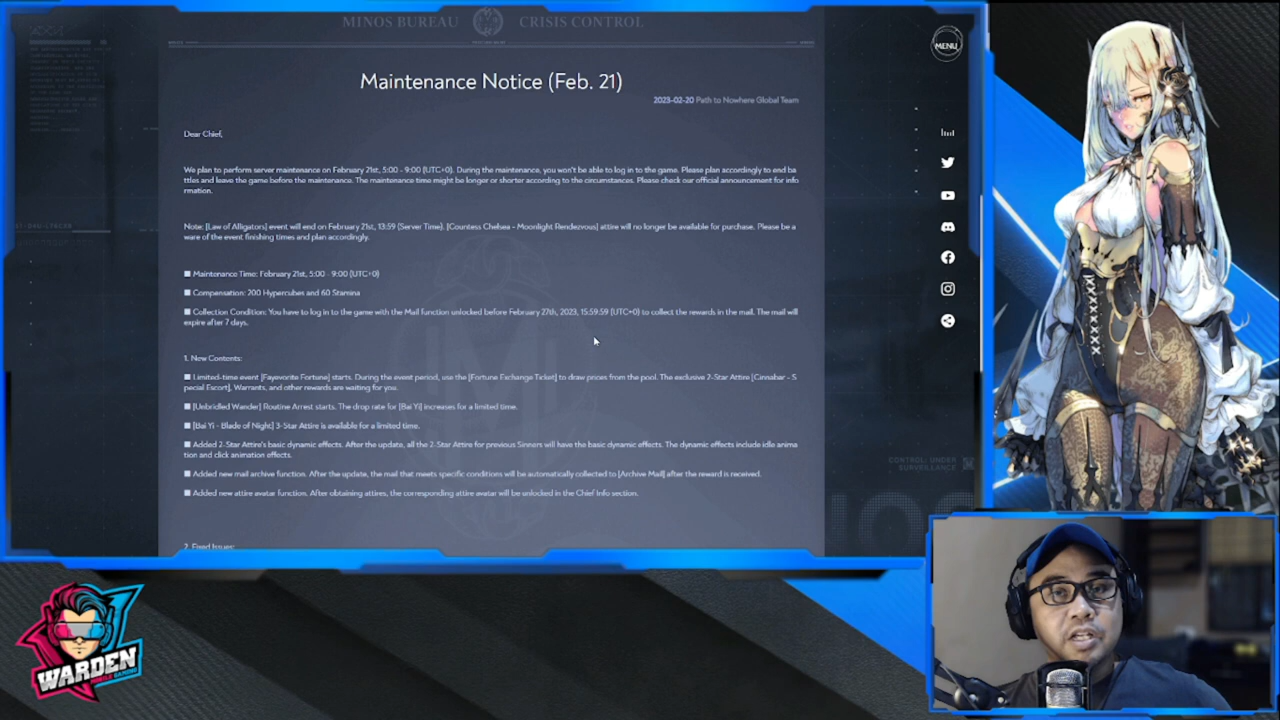 MINOS BUREAU CRISIS CONTROL
MENU
Maintenance Notice (Feb. 21)
2023-02-20 Path to Nowhere Global Team
Dear Chief,
We plan to perform server maintenance on February 21st, 5:00 - 9:00 (UTC+0). During the maintenance, you won't be able to log in to the game. Please plan accordingly to end ba
ttles and leave the game before the maintenance. The maintenance time might be longer or shorter according to the circumstances. Please check our official announcement for info
rmation.
Note: [Law of Alligators] event will end on February 21st, 13:59 (Server Time). [Countess Chelsea - Moonlight Rendezvous] attire will no longer be available for purchase. Please be a
ware of the event finishing times and plan accordingly.
■ Maintenance Time: February 21st, 5:00 - 9:00 (UTC+0)
■ Compensation: 200 Hypercubes and 60 Stamina
■ Collection Condition: You have to log in to the game with the Mail function unlocked before February 27th, 2023, 15:59:59 (UTC+0) to collect the rewards in the mail. The mail will
expire after 7 days.
1. New Contents:
■ Limited-time event [Fayevorite Fortune] starts. During the event period, use the [Fortune Exchange Ticket] to draw prizes from the pool. The exclusive 2-Star Attire [Cinnabar - S
pecial Escort], Warrants, and other rewards are waiting for you.
■ [Unbridled Wander] Routine Arrest starts. The drop rate for [Bai Yi] increases for a limited time.
■ [Bai Yi - Blade of Night] 3-Star Attire is available for a limited time.
■ Added 2-Star Attire's basic dynamic effects. After the update, all the 2-Star Attire for previous Sinners will have the basic dynamic effects. The dynamic effects include idle anima
tion and click animation effects.
■ Added new mail archive function. After the update, the mail that meets specific conditions will be automatically collected to [Archive Mail] after the reward is received.
■ Added new attire avatar function. After obtaining attires, the corresponding attire avatar will be unlocked in the Chief Info section.
2. Fixed Issues:
CONTROL: UNDER
SURVEILLANCE
WARDEN
MOBILE GAMING